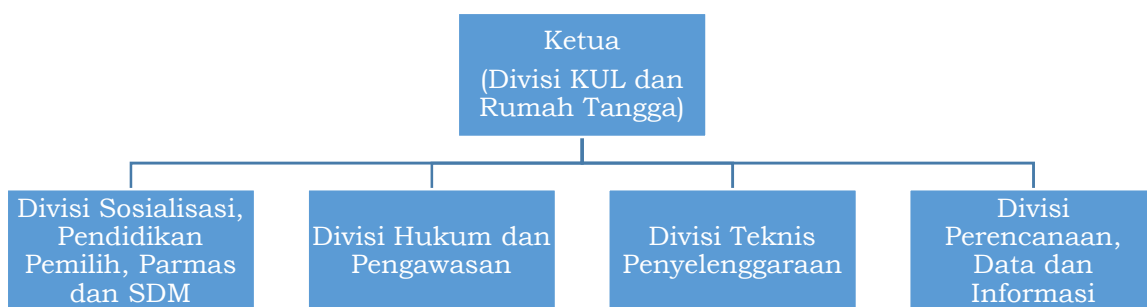 Ketua
(Divisi KUL dan
Rumah Tangga)
Divisi Sosialisasi,
Pendidikan
Pemilih, Parmas
dan SDM
Divisi Hukum dan
Pengawasan
Divisi Teknis
Penyelenggaraan
Divisi
Perencanaan,
Data dan
Informasi